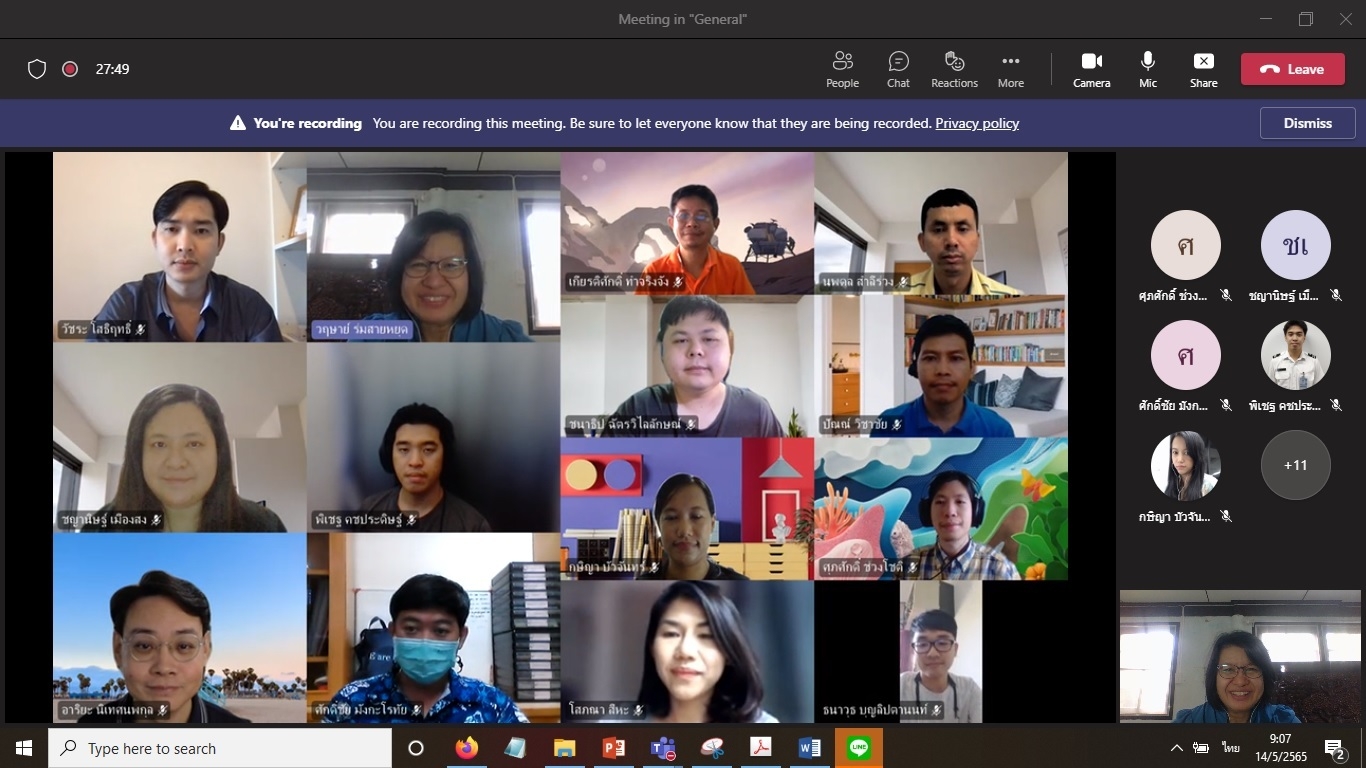 Meeting in "General"
27:49
People
Chat
Reactions
More
Camera
Mic
Share
Leave
You're recording You are recording this meeting. Be sure to let everyone know that they are being recorded. Privacy policy
Dismiss
วัชระ โสธิฤทธิ์
วฤษาย์ ร่มสายหยุด
เกียรติศักดิ์ ทำจริงจัง
นพดล สำลีร่วง
ชนาธิป ฉัตรวิไลลักษณ์
ปัณณ์ วิชาชัย
ชญานิษฐ์ เมืองสง
พิเชฐ คชประดิษฐ์
กษิญา บัวจันทร์
ศุภศักดิ์ ช่วงโชติ
อาริยะ นิเทศนพกุล
ศักดิ์ชัย มังกะโรทัย
โสภณา สีหะ
ธนาวุธ บุญลิปตานนท์
ศ
ชเ
ศุภศักดิ์ ช่วง...
ชญานิษฐ์ เมื...
ศ
ศักดิ์ชัย มังก...
พิเชฐ คชประ...
+11
กษิญา บัวจัน...
Type here to search
LINE
ไทย
9:07
14/5/2565
2